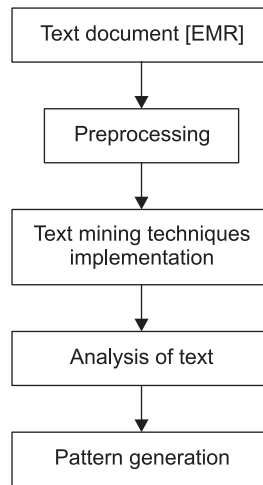 Text document [EMR]
Preprocessing
Text mining techniques
implementation
Analysis of text
Pattern generation